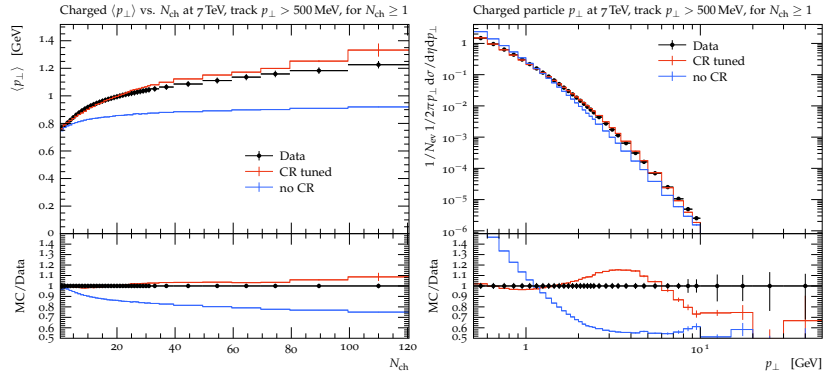 Charged ⟨p⊥⟩ vs. Nch at 7 TeV, track p⊥ > 500 MeV, for Nch ≥ 1
⟨p⊥⟩ [GeV]
1.4
1.2
1
0.8
0.6
0.4
0.2
0
Data
CR tuned
no CR
MC/Data
1.4
1.3
1.2
1.1
1
0.9
0.8
0.7
0.6
0.5
0 20 40 60 80 100 120
Nch
Charged particle p⊥ at 7 TeV, track p⊥ > 500 MeV, for Nch ≥ 1
1/Nev 1/2πp⊥ dσ/dηdp⊥
1
10−1
10−2
10−3
10−4
10−5
10−6
Data
CR tuned
no CR
MC/Data
1.4
1.3
1.2
1.1
1
0.9
0.8
0.7
0.6
0.5
1 10 1
p⊥ [GeV]